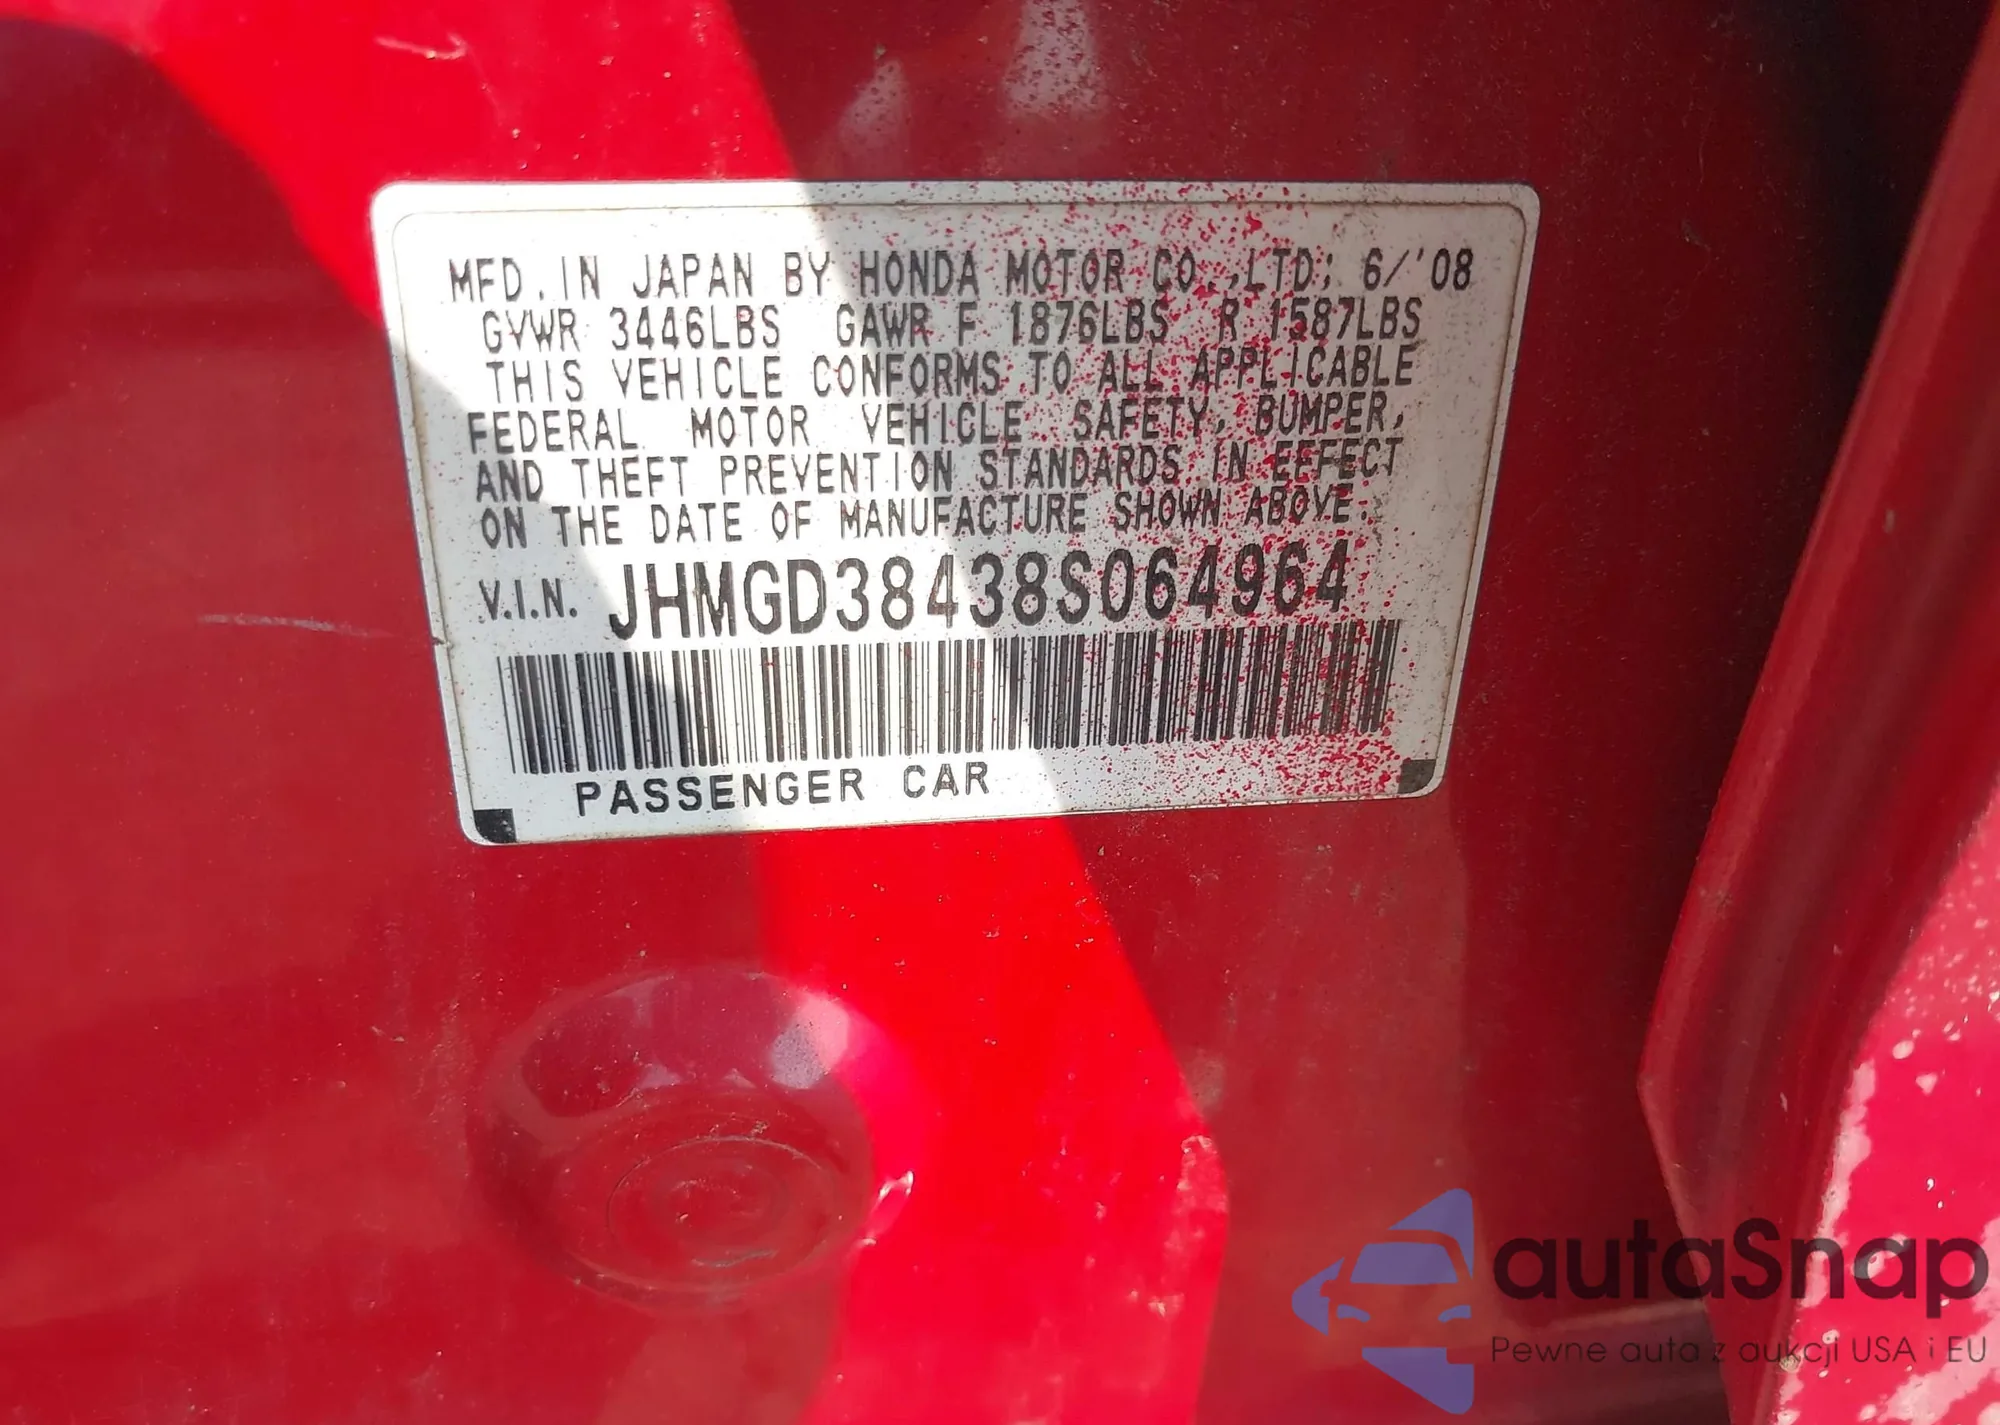 MFD. IN JAPAN BY HONDA MOTOR CO.,LTD; 6/'08
GVWR 3446LBS GAWR F 1876LBS R 1587LBS
THIS VEHICLE CONFORMS TO ALL APPLICABLE
FEDERAL MOTOR VEHICLE SAFETY, BUMPER,
AND THEFT PREVENTION STANDARDS IN EFFECT
ON THE DATE OF MANUFACTURE SHOWN ABOVE.
V.I.N. JHMGD38438S064964
PASSENGER CAR
autaSnap
Pewne auta z aukcji USA i EU